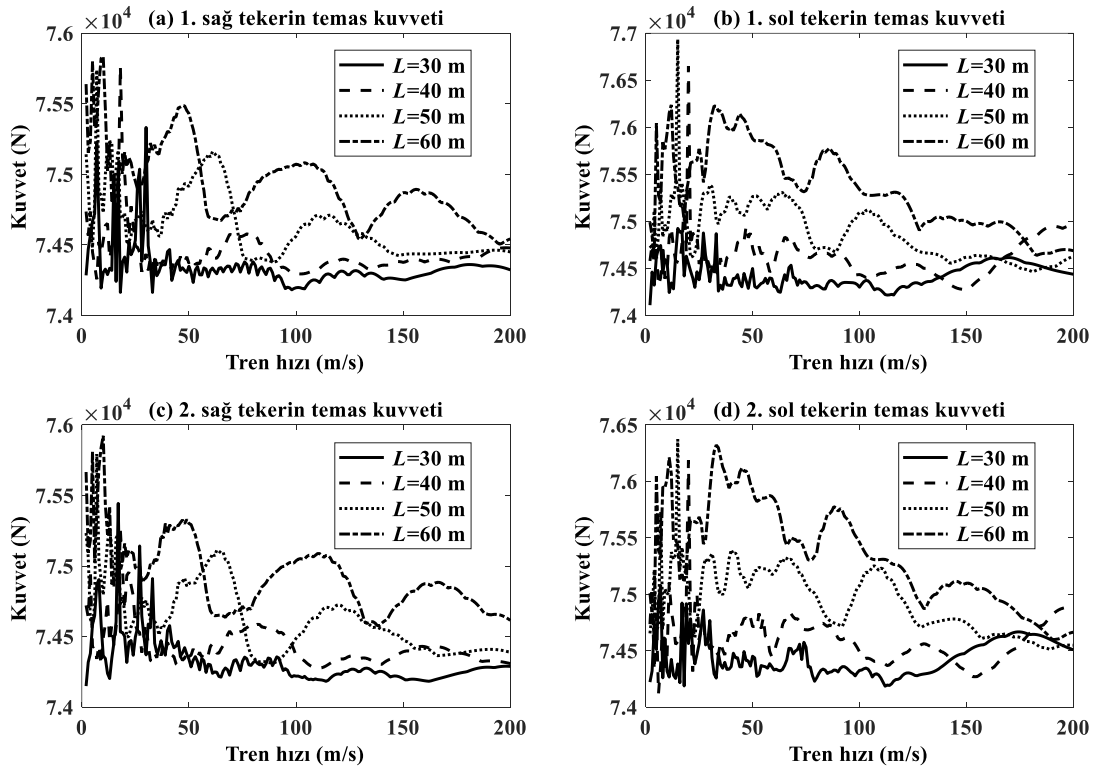 ×10⁴ (a) 1. sağ tekerin temas kuvveti
7.6
7.55
7.5
7.45
7.4
Kuvvet (N)
L=30 m
L=40 m
L=50 m
L=60 m
0 50 100 150 200
Tren hızı (m/s)
×10⁴ (b) 1. sol tekerin temas kuvveti
7.7
7.65
7.6
7.55
7.5
7.45
7.4
Kuvvet (N)
L=30 m
L=40 m
L=50 m
L=60 m
0 50 100 150 200
Tren hızı (m/s)
×10⁴ (c) 2. sağ tekerin temas kuvveti
7.6
7.55
7.5
7.45
7.4
Kuvvet (N)
L=30 m
L=40 m
L=50 m
L=60 m
0 50 100 150 200
Tren hızı (m/s)
×10⁴ (d) 2. sol tekerin temas kuvveti
7.65
7.6
7.55
7.5
7.45
7.4
Kuvvet (N)
L=30 m
L=40 m
L=50 m
L=60 m
0 50 100 150 200
Tren hızı (m/s)